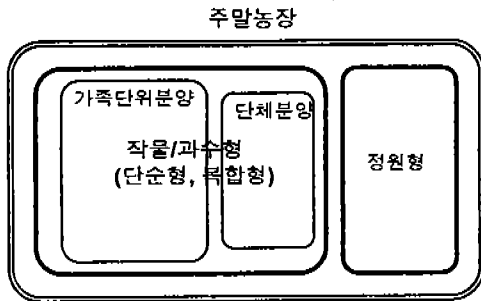 주말농장
가족단위분양
단체분양
작물/과수형
(단순형, 복합형)
정원형